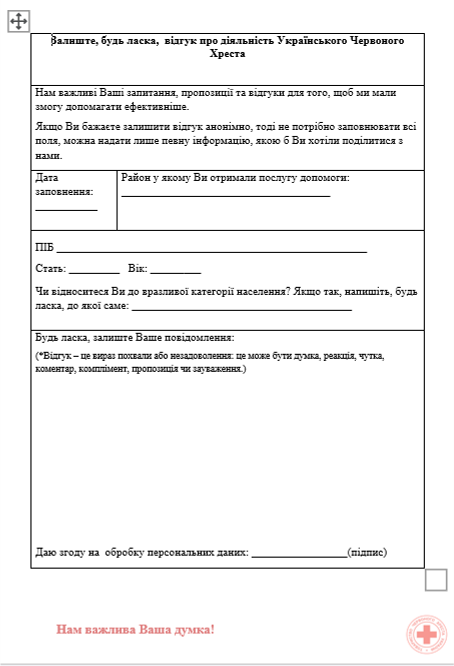 Залиште, будь ласка, відгук про діяльність Українського Червоного
Хреста
Нам важливі Ваші запитання, пропозиції та відгуки для того, щоб ми мали
змогу допомагати ефективніше.
Якщо Ви бажаєте залишити відгук анонімно, тоді не потрібно заповнювати всі
поля, можна надати лише певну інформацію, якою б Ви хотіли поділитися з
нами.
Дата
заповнення:
____________
Район у якому Ви отримали послугу допомоги:
________________________________________
ПІБ ____________________________________________________________
Стать: __________ Вік: __________
Чи відноситеся Ви до вразливої категорії населення? Якщо так, напишіть, будь
ласка, до якої саме: __________________________________________
Будь ласка, залиште Ваше повідомлення:
(*Відгук – це вираз похвали або незадоволення: це може бути думка, реакція, чутка,
коментар, комплімент, пропозиція чи зауваження.)
Даю згоду на обробку персональних даних: __________________(підпис)
Нам важлива Ваша думка!